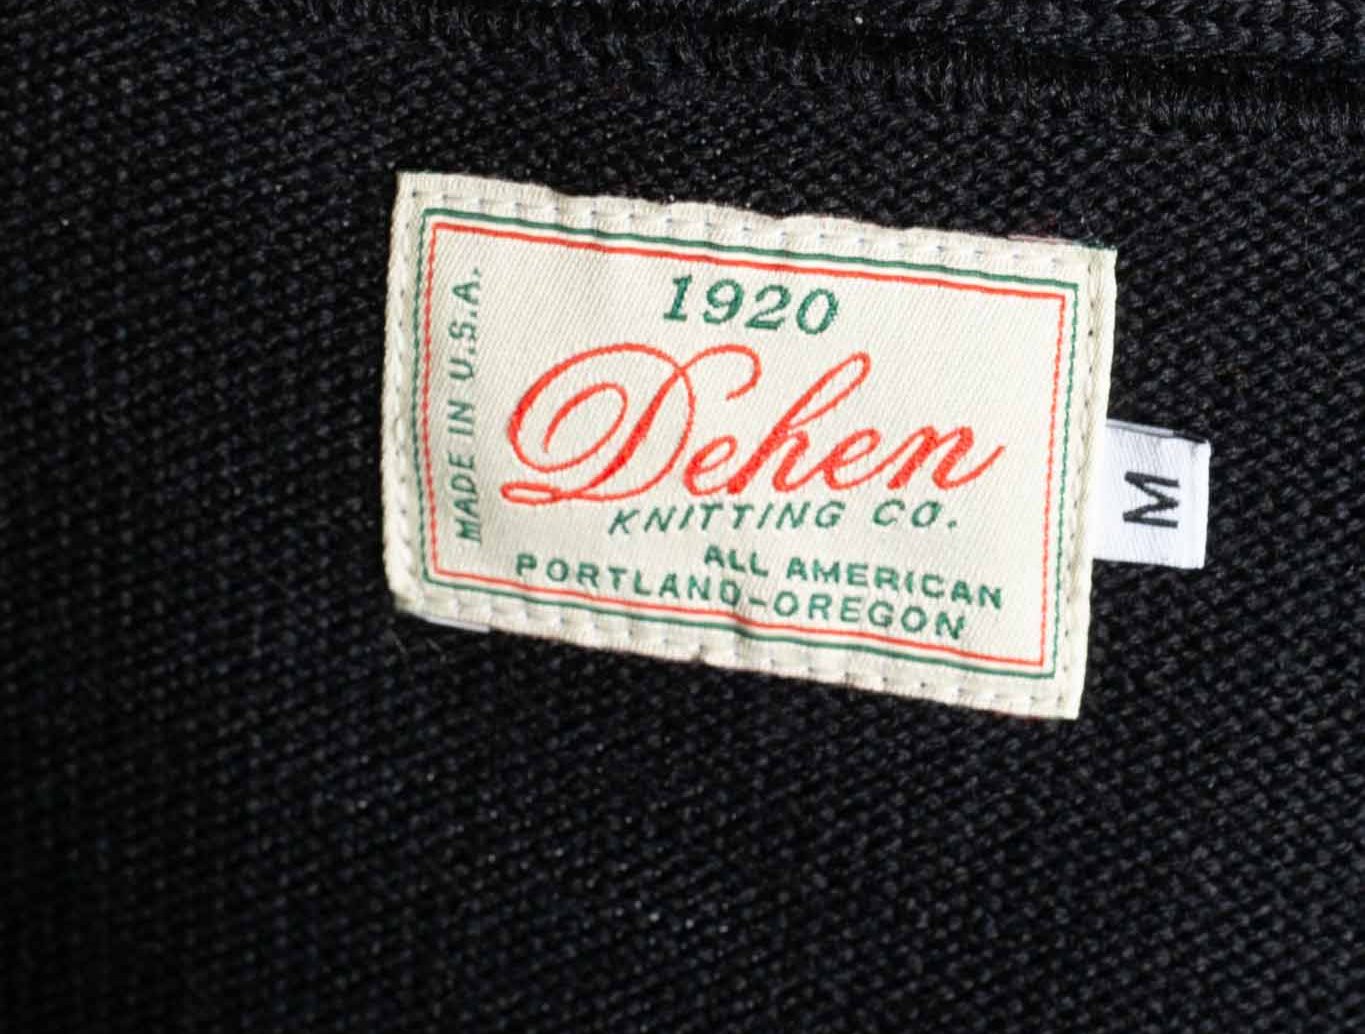 1920
Dehen
KNITTING CO.
ALL AMERICAN
PORTLAND-OREGON
MADE IN U.S.A.
M